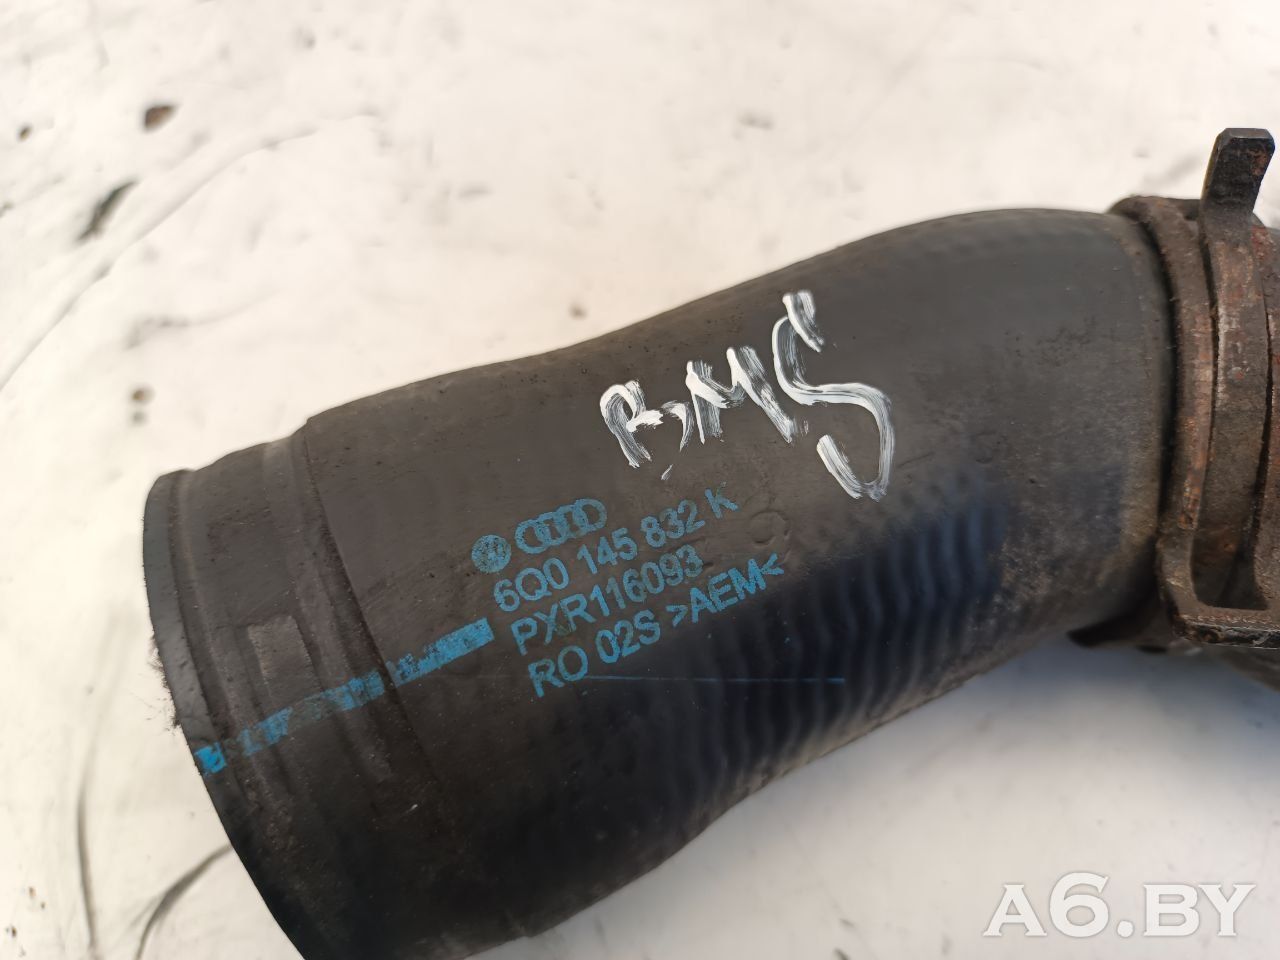 BMS
6Q0 145 832 K
PXR116093
RO 02S >AEM<
A6.BY